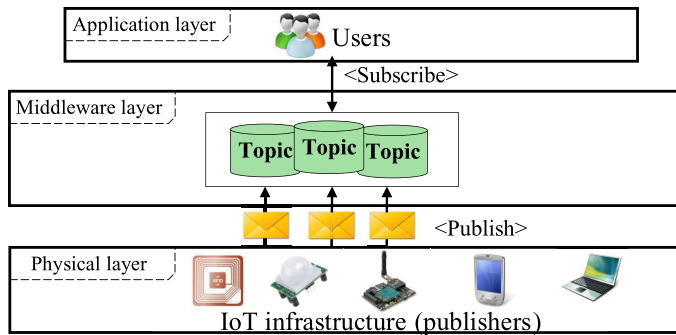 Application layer
Users
<Subscribe>
Middleware layer
Topic
Topic
Topic
<Publish>
Physical layer
IoT infrastructure (publishers)